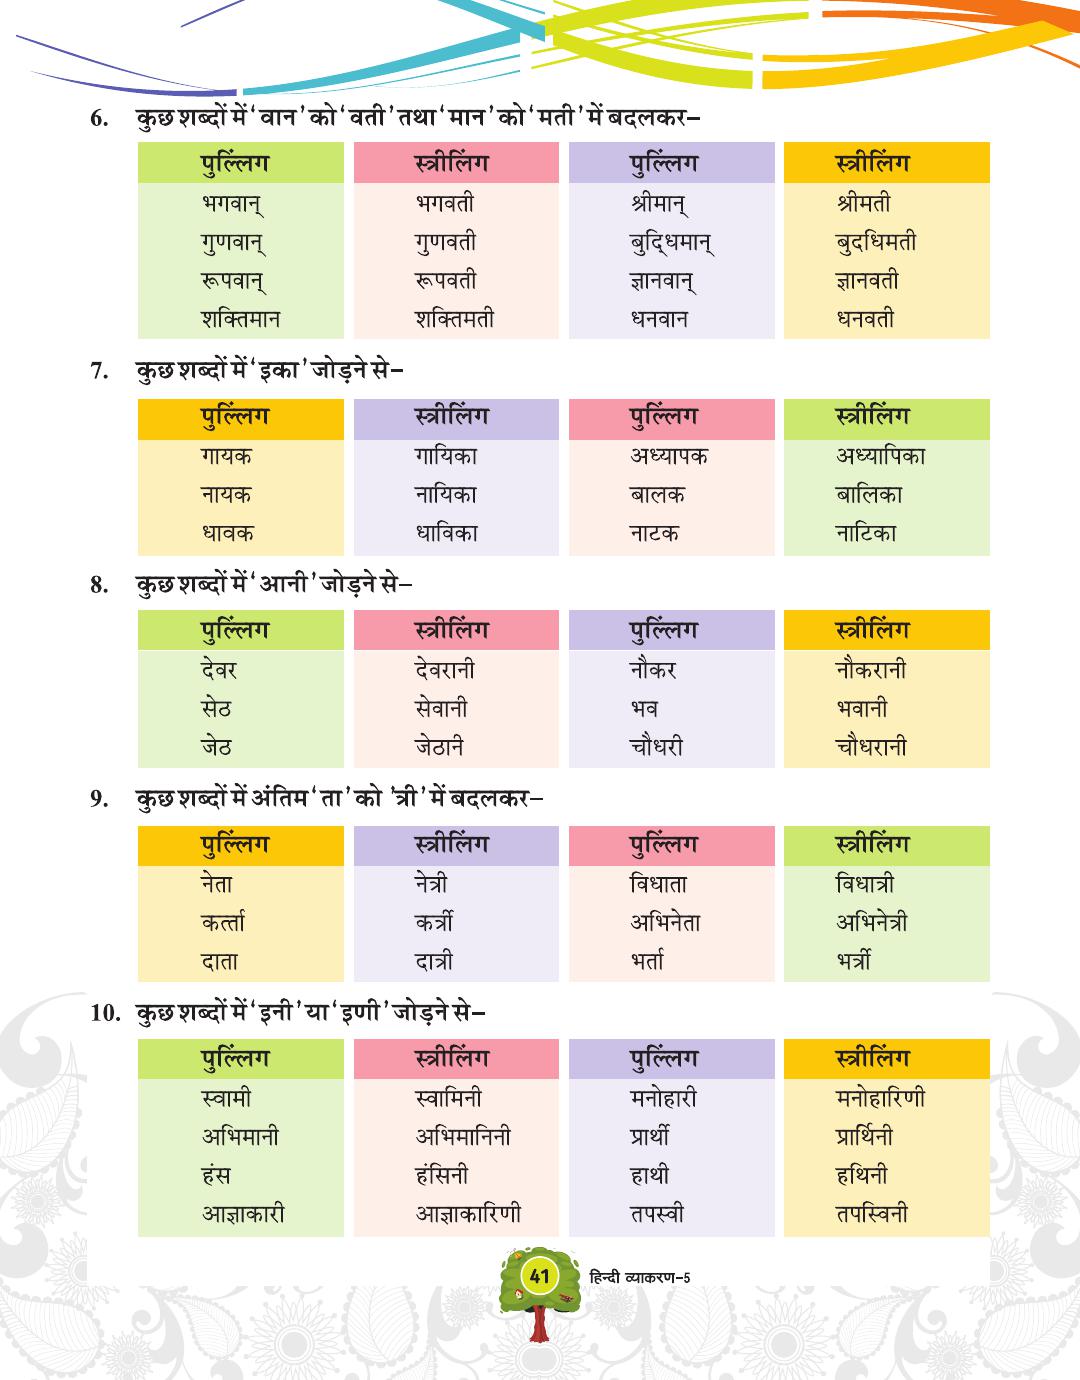 6. कुछ शब्दों में ‘वान’ को ‘वती’ तथा ‘मान’ को ‘मती’ में बदलकर–
पुल्लिंग स्त्रीलिंग पुल्लिंग स्त्रीलिंग
भगवान् भगवती श्रीमान् श्रीमती
गुणवान् गुणवती बुद्धिमान् बुदधिमती
रूपवान् रूपवती ज्ञानवान् ज्ञानवती
शक्तिमान शक्तिमती धनवान धनवती
7. कुछ शब्दों में ‘इका’ जोड़ने से–
पुल्लिंग स्त्रीलिंग पुल्लिंग स्त्रीलिंग
गायक गायिका अध्यापक अध्यापिका
नायक नायिका बालक बालिका
धावक धाविका नाटक नाटिका
8. कुछ शब्दों में ‘आनी’ जोड़ने से–
पुल्लिंग स्त्रीलिंग पुल्लिंग स्त्रीलिंग
देवर देवरानी नौकर नौकरानी
सेठ सेवानी भव भवानी
जेठ जेठानी चौधरी चौधरानी
9. कुछ शब्दों में अंतिम ‘ता’ को ’त्री’ में बदलकर–
पुल्लिंग स्त्रीलिंग पुल्लिंग स्त्रीलिंग
नेता नेत्री विधाता विधात्री
कर्त्ता कर्त्री अभिनेता अभिनेत्री
दाता दात्री भर्ता भर्त्री
10. कुछ शब्दों में ‘इनी’ या ‘इणी’ जोड़ने से–
पुल्लिंग स्त्रीलिंग पुल्लिंग स्त्रीलिंग
स्वामी स्वामिनी मनोहारी मनोहारिणी
अभिमानी अभिमानिनी प्रार्थी प्रार्थिनी
हंस हंसिनी हाथी हथिनी
आज्ञाकारी आज्ञाकारिणी तपस्वी तपस्विनी
41 हिन्दी व्याकरण–5